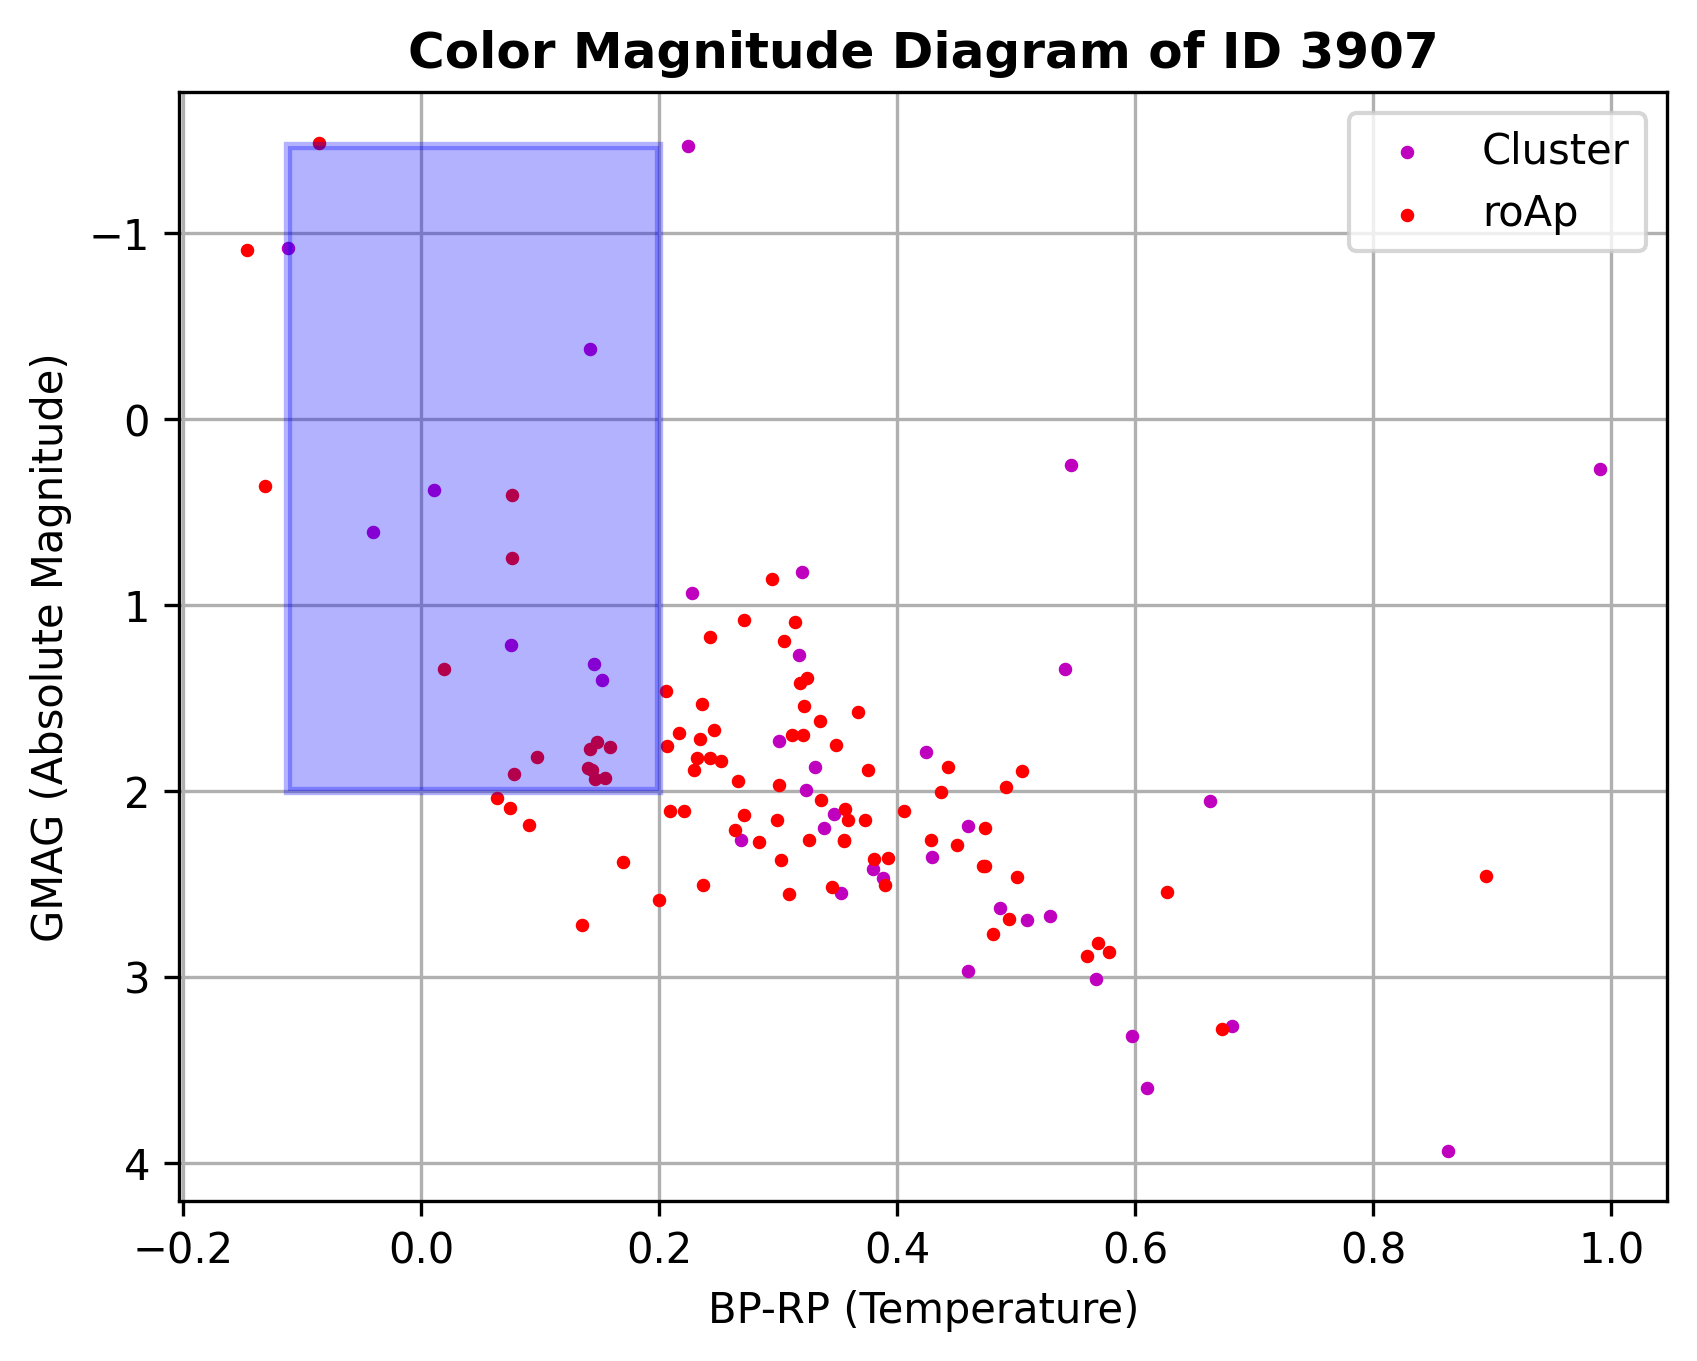 Color Magnitude Diagram of ID 3907
Cluster
roAp
−1
0
1
2
3
4
GMAG (Absolute Magnitude)
−0.2 0.0 0.2 0.4 0.6 0.8 1.0
BP-RP (Temperature)